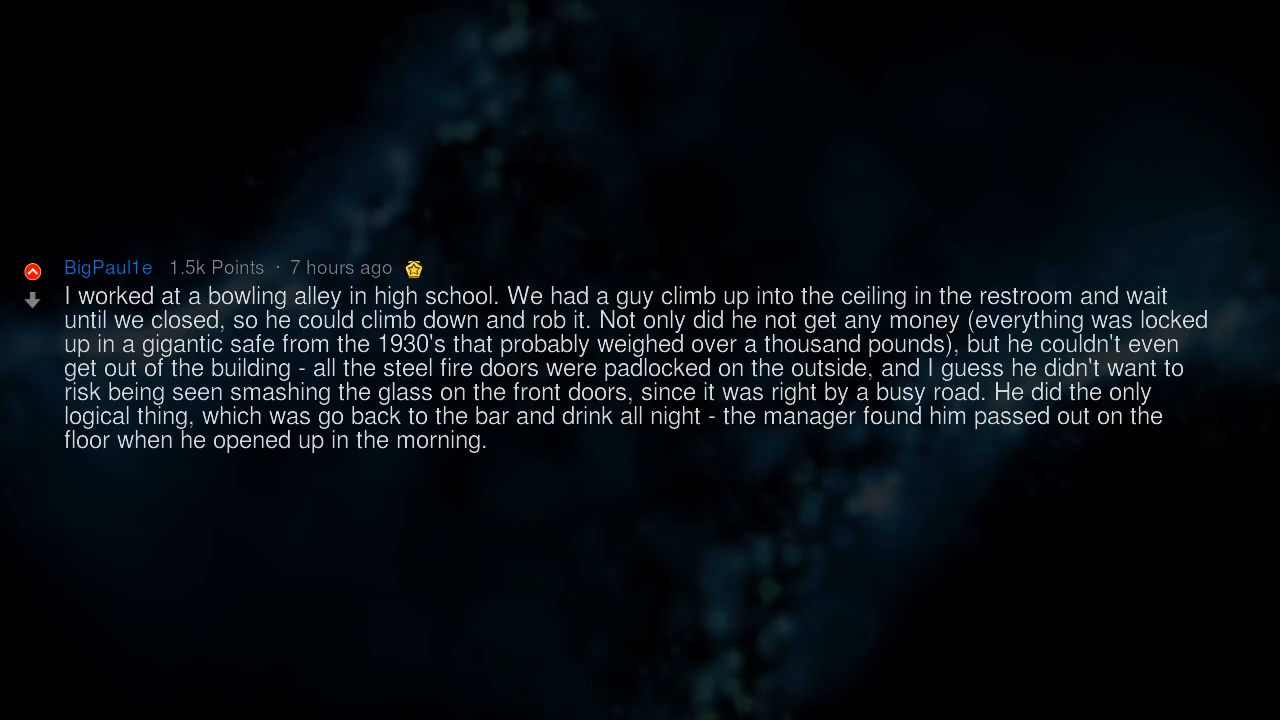 BigPaul1e 1.5k Points · 7 hours ago
I worked at a bowling alley in high school. We had a guy climb up into the ceiling in the restroom and wait
until we closed, so he could climb down and rob it. Not only did he not get any money (everything was locked
up in a gigantic safe from the 1930's that probably weighed over a thousand pounds), but he couldn't even
get out of the building - all the steel fire doors were padlocked on the outside, and I guess he didn't want to
risk being seen smashing the glass on the front doors, since it was right by a busy road. He did the only
logical thing, which was go back to the bar and drink all night - the manager found him passed out on the
floor when he opened up in the morning.